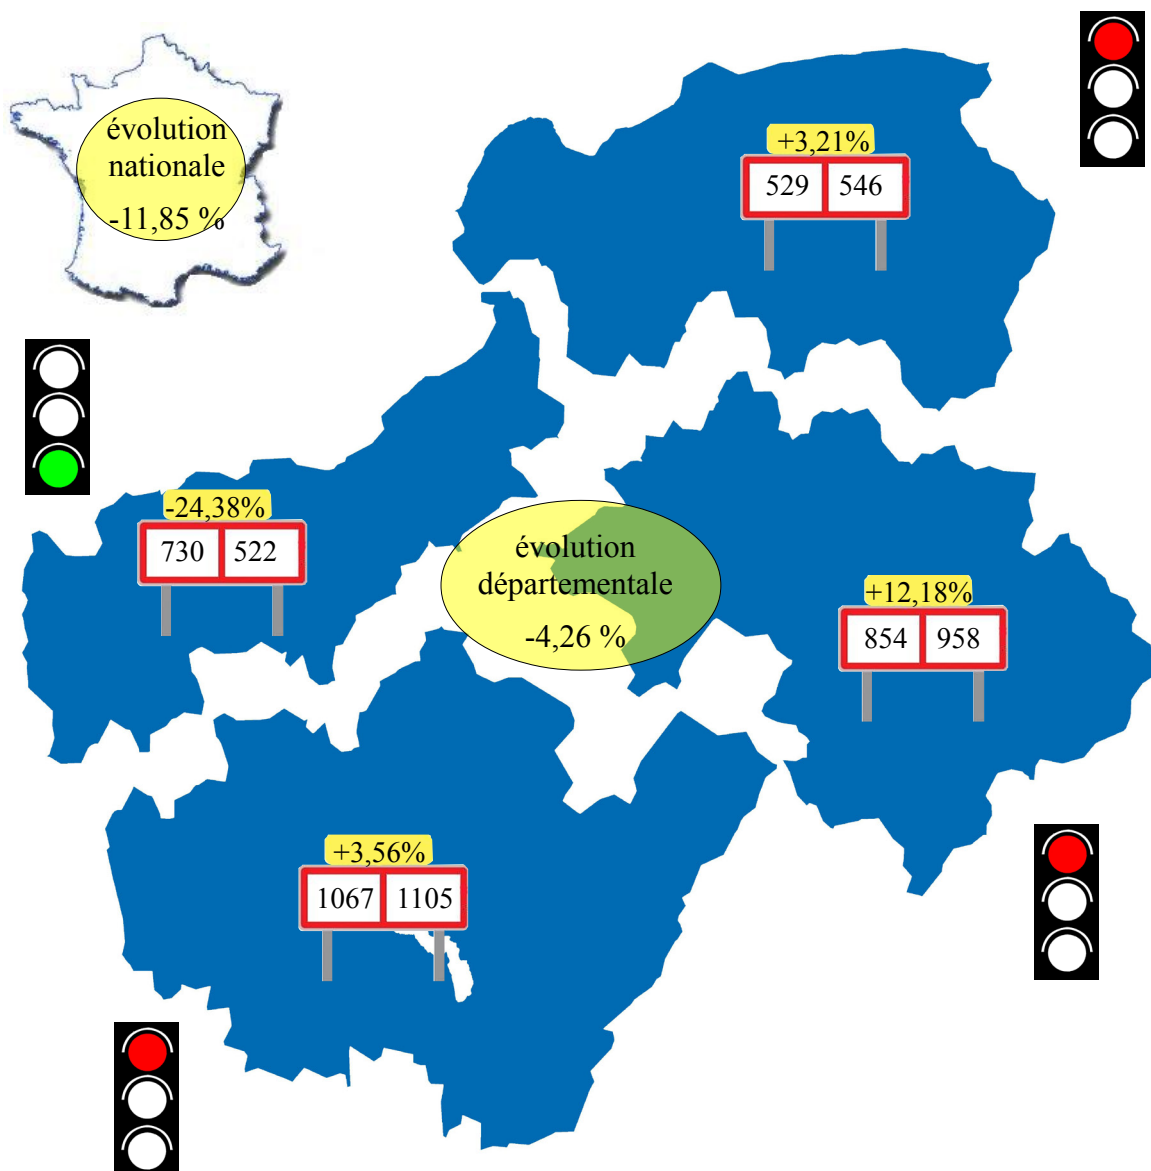 évolution
nationale
-11,85 %
+3,21%
529 546
-24,38%
730 522
évolution
départementale
-4,26 %
+12,18%
854 958
+3,56%
1067 1105